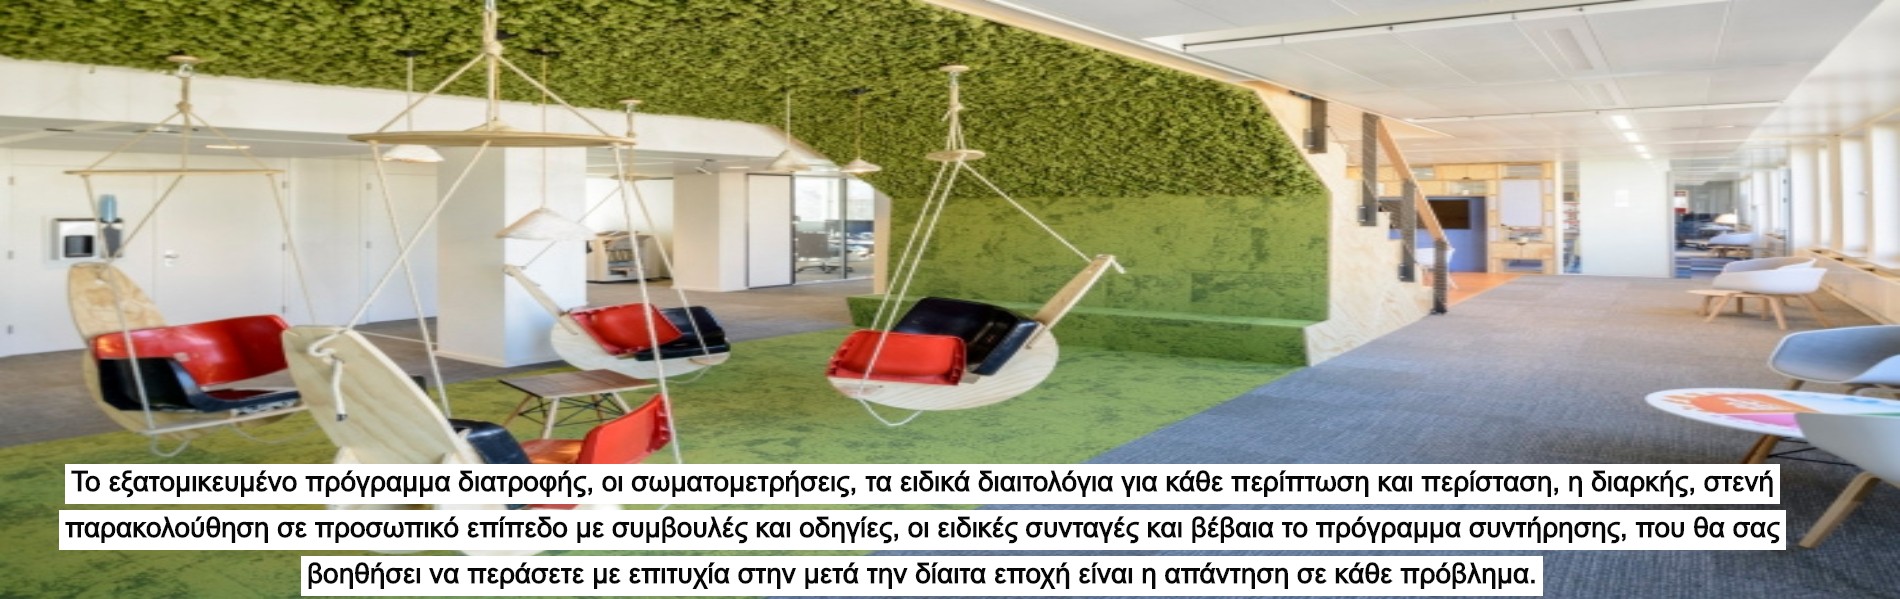 Το εξατομικευμένο πρόγραμμα διατροφής, οι σωματομετρήσεις, τα ειδικά διαιτολόγια για κάθε περίπτωση και περίσταση, η διαρκής, στενή
παρακολούθηση σε προσωπικό επίπεδο με συμβουλές και οδηγίες, οι ειδικές συνταγές και βέβαια το πρόγραμμα συντήρησης, που θα σας
βοηθήσει να περάσετε με επιτυχία στην μετά την δίαιτα εποχή είναι η απάντηση σε κάθε πρόβλημα.